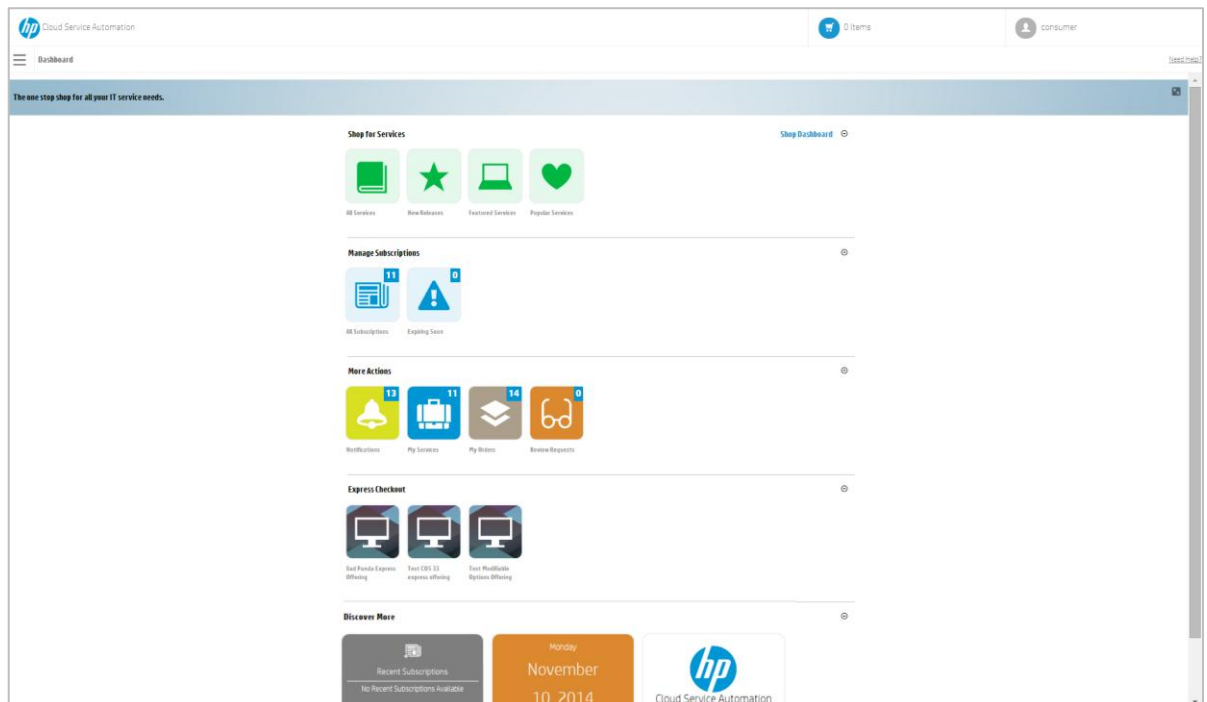 hp Cloud Service Automation
0 Items
consumer
Dashboard
Need Help?
The one stop shop for all your IT service needs.
Shop for Services
Shop Dashboard
All Services
New Releases
Featured Services
Popular Services
Manage Subscriptions
11
0
All Subscriptions
Expiring Soon
More Actions
13
11
14
0
Notifications
My Services
My Orders
Review Requests
Express Checkout
Dad Panda Express
Offering
Test COS 33
express offering
Test Modifiable
Options Offering
Discover More
Recent Subscriptions
No Recent Subscriptions Available
Monday
November
10, 2014
hp
Cloud Service Automation